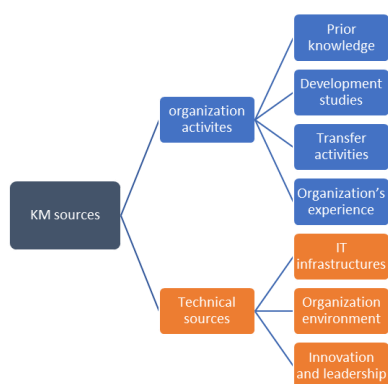 Prior
knowledge
Development
studies
organization
activites
Transfer
activities
Organization's
experience
KM sources
IT
infrastructures
Technical
sources
Organization
environment
Innovation
and leadership